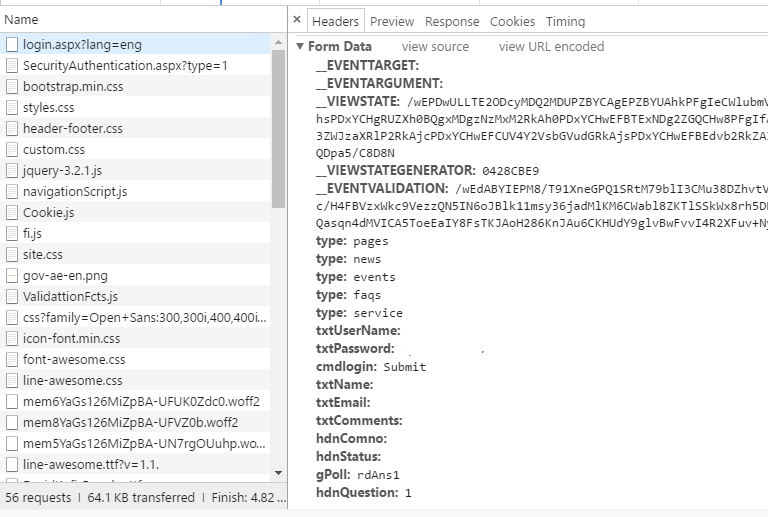 Name
login.aspx?lang=eng
SecurityAuthentication.aspx?type=1
bootstrap.min.css
styles.css
header-footer.css
custom.css
jquery-3.2.1.js
navigationScript.js
Cookie.js
fi.js
site.css
gov-ae-en.png
ValidattionFcts.js
css?family=Open+Sans:300,300i,400,400i...
icon-font.min.css
font-awesome.css
line-awesome.css
mem6YaGs126MiZpBA-UFUK0Zdc0.woff2
mem8YaGs126MiZpBA-UFVZ0b.woff2
mem5YaGs126MiZpBA-UN7rgOUuhp.wo...
line-awesome.ttf?v=1.1.
56 requests | 64.1 KB transferred | Finish: 4.82 ...
× Headers Preview Response Cookies Timing
▼ Form Data view source view URL encoded
__EVENTTARGET:
__EVENTARGUMENT:
__VIEWSTATE: /wEPDwULLTE2ODcyMDQ2MDUPZBYCAgEPZBYUAhkPFgIeCWlubmV
hsPDxYCHgRUZXh0BQgxMDgzNzMxM2RkAh0PDxYCHwEFBTExNDg2ZGQCHw8PFgIfA
3ZWJzaXRlP2RkAjcPDxYCHwEFCUV4Y2VsbGVudGRkAjsPDxYCHwEFBEdvb2RkZAI
QDpa5/C8D8N
__VIEWSTATEGENERATOR: 0428CBE9
__EVENTVALIDATION: /wEdABYIEPM8/T91XneGPQ1SRtM79blI3CMu38DZhvtV
c/H4FBVzxWkc9VezzQN5IN6oJBlk11msy36jadMlKM6CWabl8ZKTlSSkWx8rh5D
Qasqn4dMVICA5ToeEaIY8FsTKJAoH286KnJAu6CKHUdY9glvBwFvvI4R2XFuv+Ny
type: pages
type: news
type: events
type: faqs
type: service
txtUserName:
txtPassword:
cmdlogin: Submit
txtName:
txtEmail:
txtComments:
hdnComno:
hdnStatus:
gPoll: rdAns1
hdnQuestion: 1